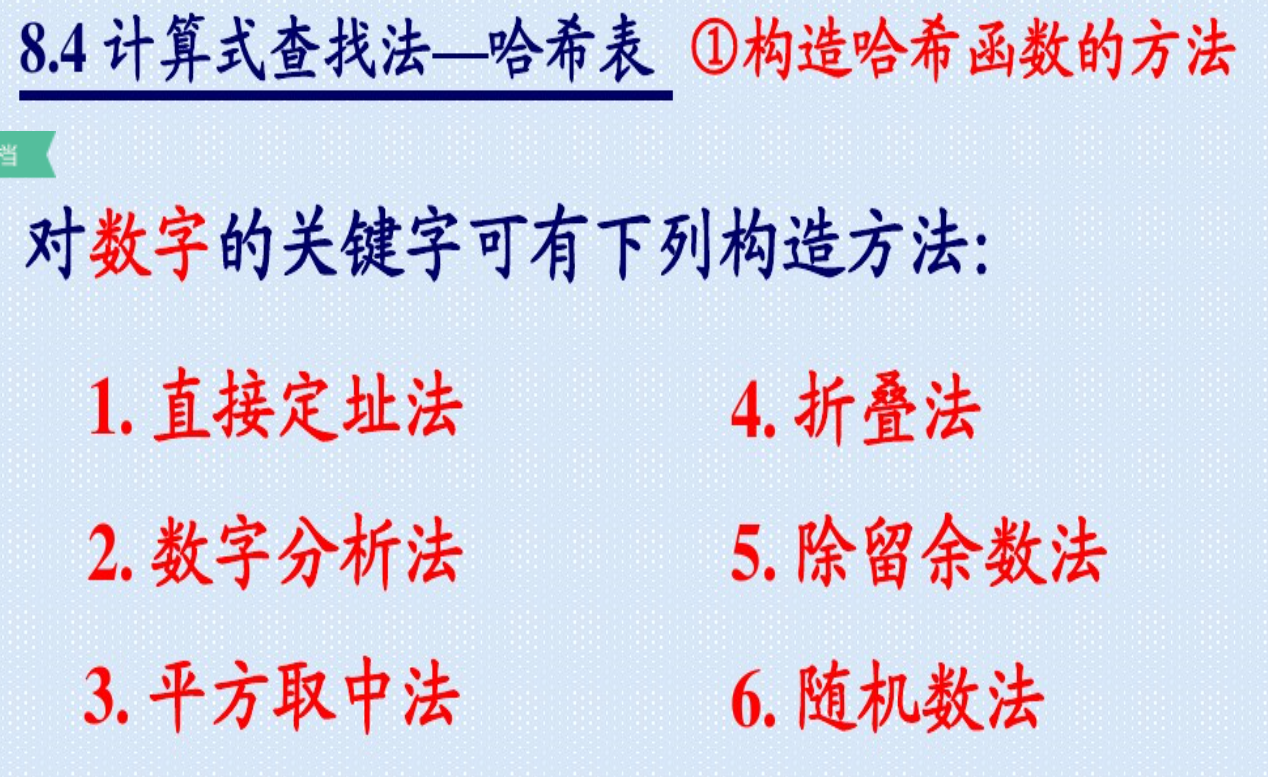 8.4 计算式查找法—哈希表 ①构造哈希函数的方法
档
对数字的关键字可有下列构造方法:
1. 直接定址法
2. 数字分析法
3. 平方取中法
4. 折叠法
5. 除留余数法
6. 随机数法